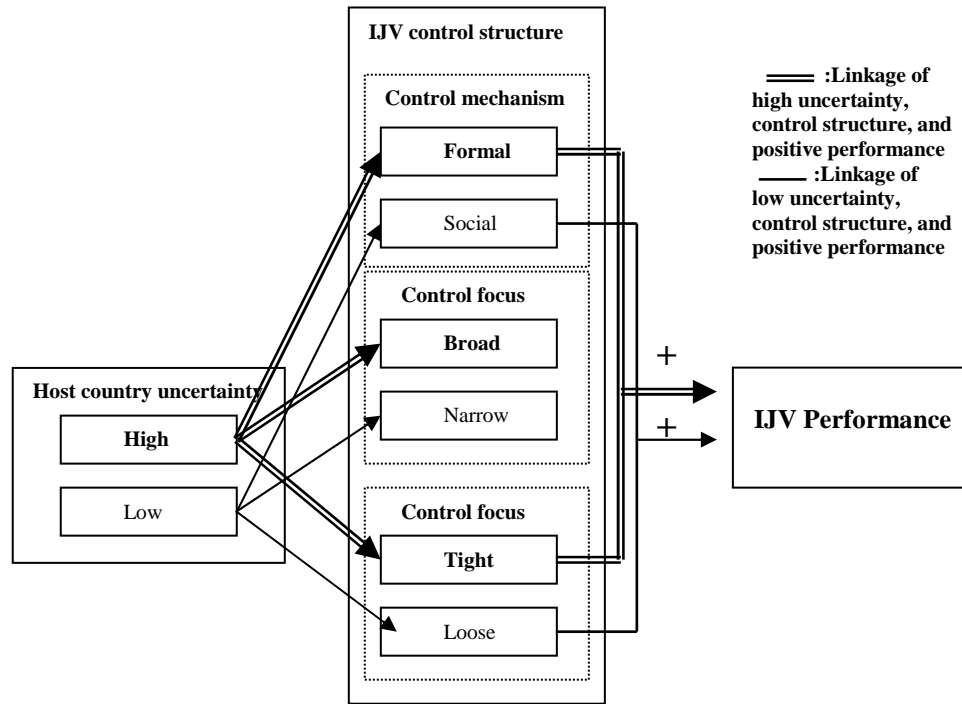 IJV control structure
Control mechanism
Formal
Social
Control focus
Broad
Narrow
Control focus
Tight
Loose
Host country uncertainty
High
Low
+
+
IJV Performance
:Linkage of
high uncertainty,
control structure, and
positive performance
:Linkage of
low uncertainty,
control structure, and
positive performance